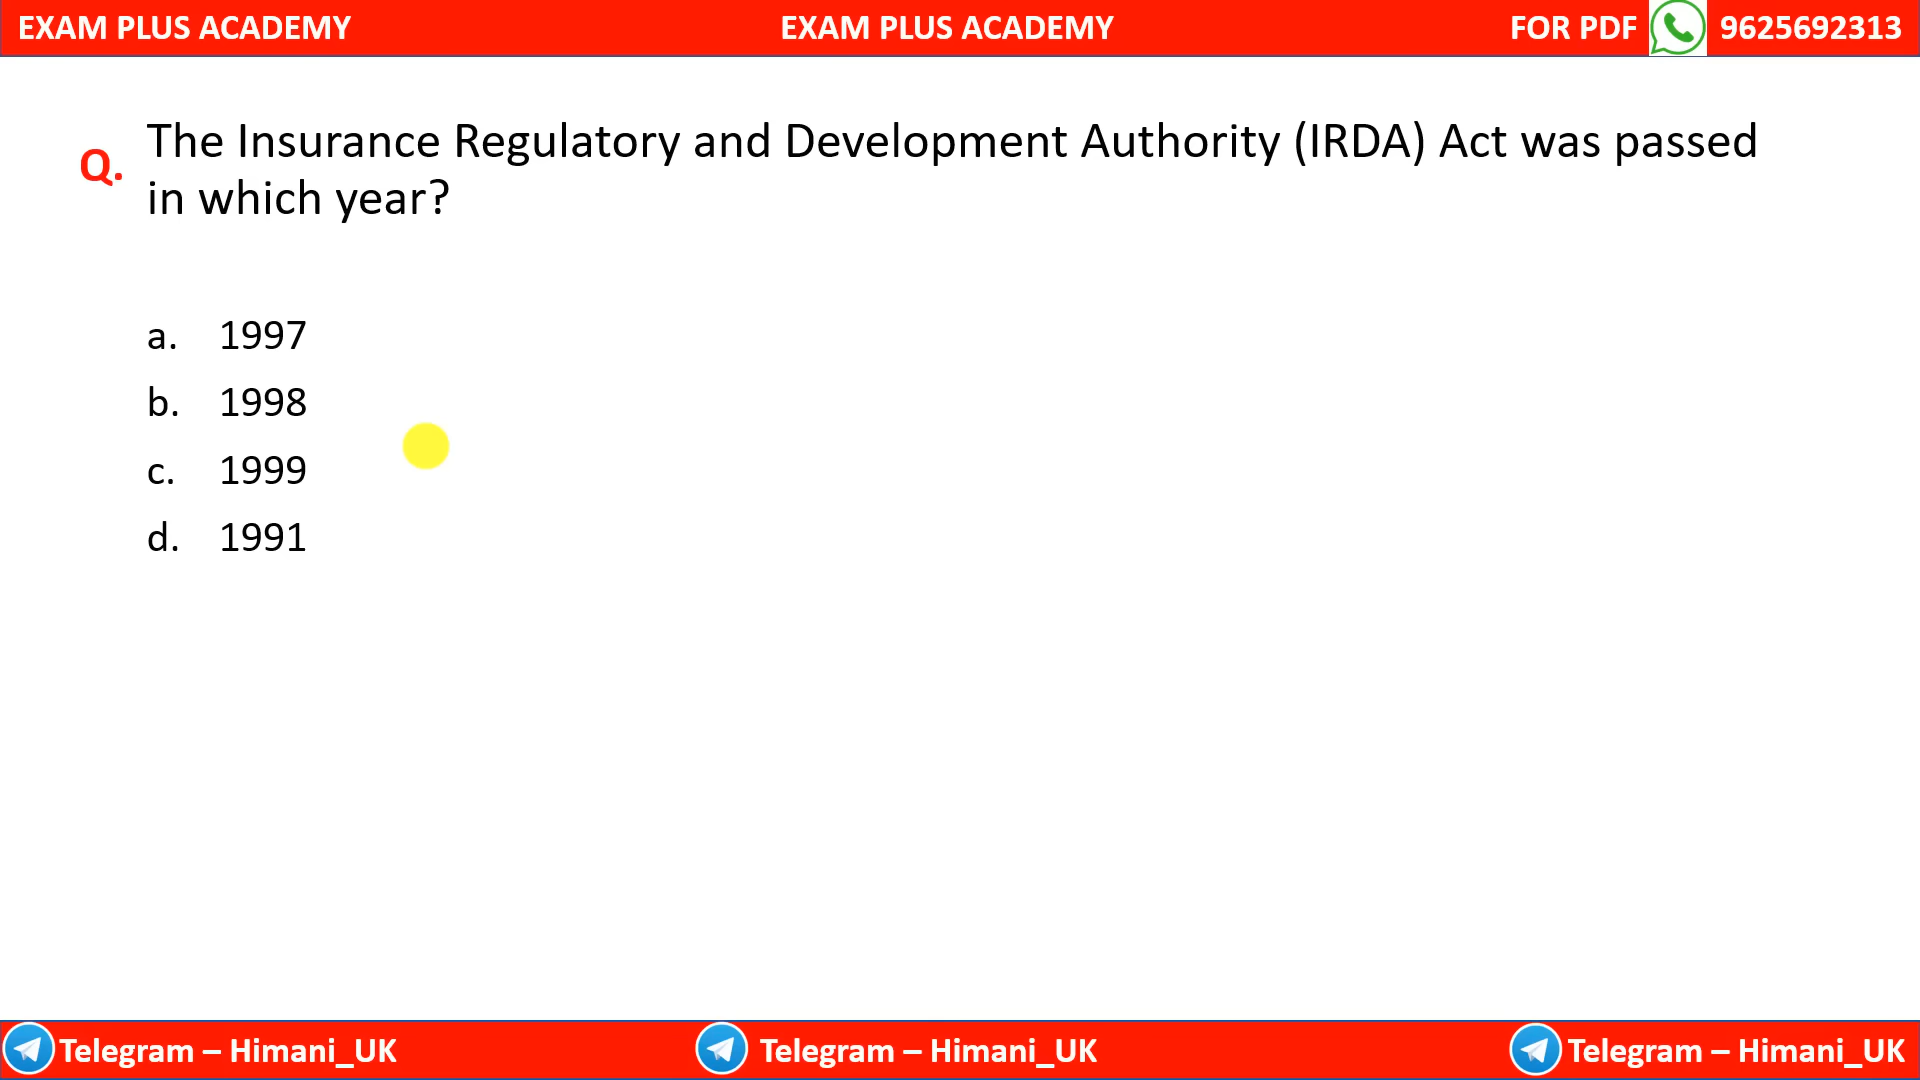 EXAM PLUS ACADEMY EXAM PLUS ACADEMY FOR PDF 9625692313
Q. The Insurance Regulatory and Development Authority (IRDA) Act was passed
in which year?
a. 1997
b. 1998
c. 1999
d. 1991
Telegram – Himani_UK Telegram – Himani_UK Telegram – Himani_UK